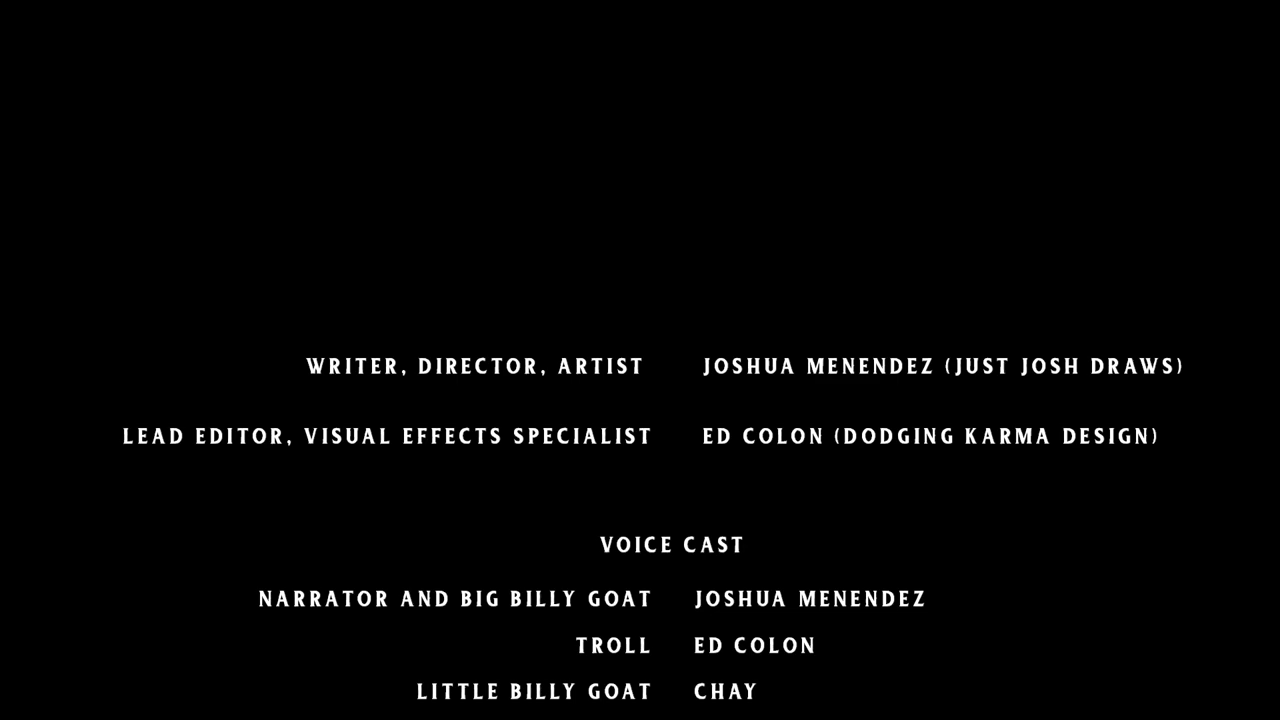 WRITER, DIRECTOR, ARTIST JOSHUA MENENDEZ (JUST JOSH DRAWS)
LEAD EDITOR, VISUAL EFFECTS SPECIALIST ED COLON (DODGING KARMA DESIGN)
VOICE CAST
NARRATOR AND BIG BILLY GOAT JOSHUA MENENDEZ
TROLL ED COLON
LITTLE BILLY GOAT CHAY